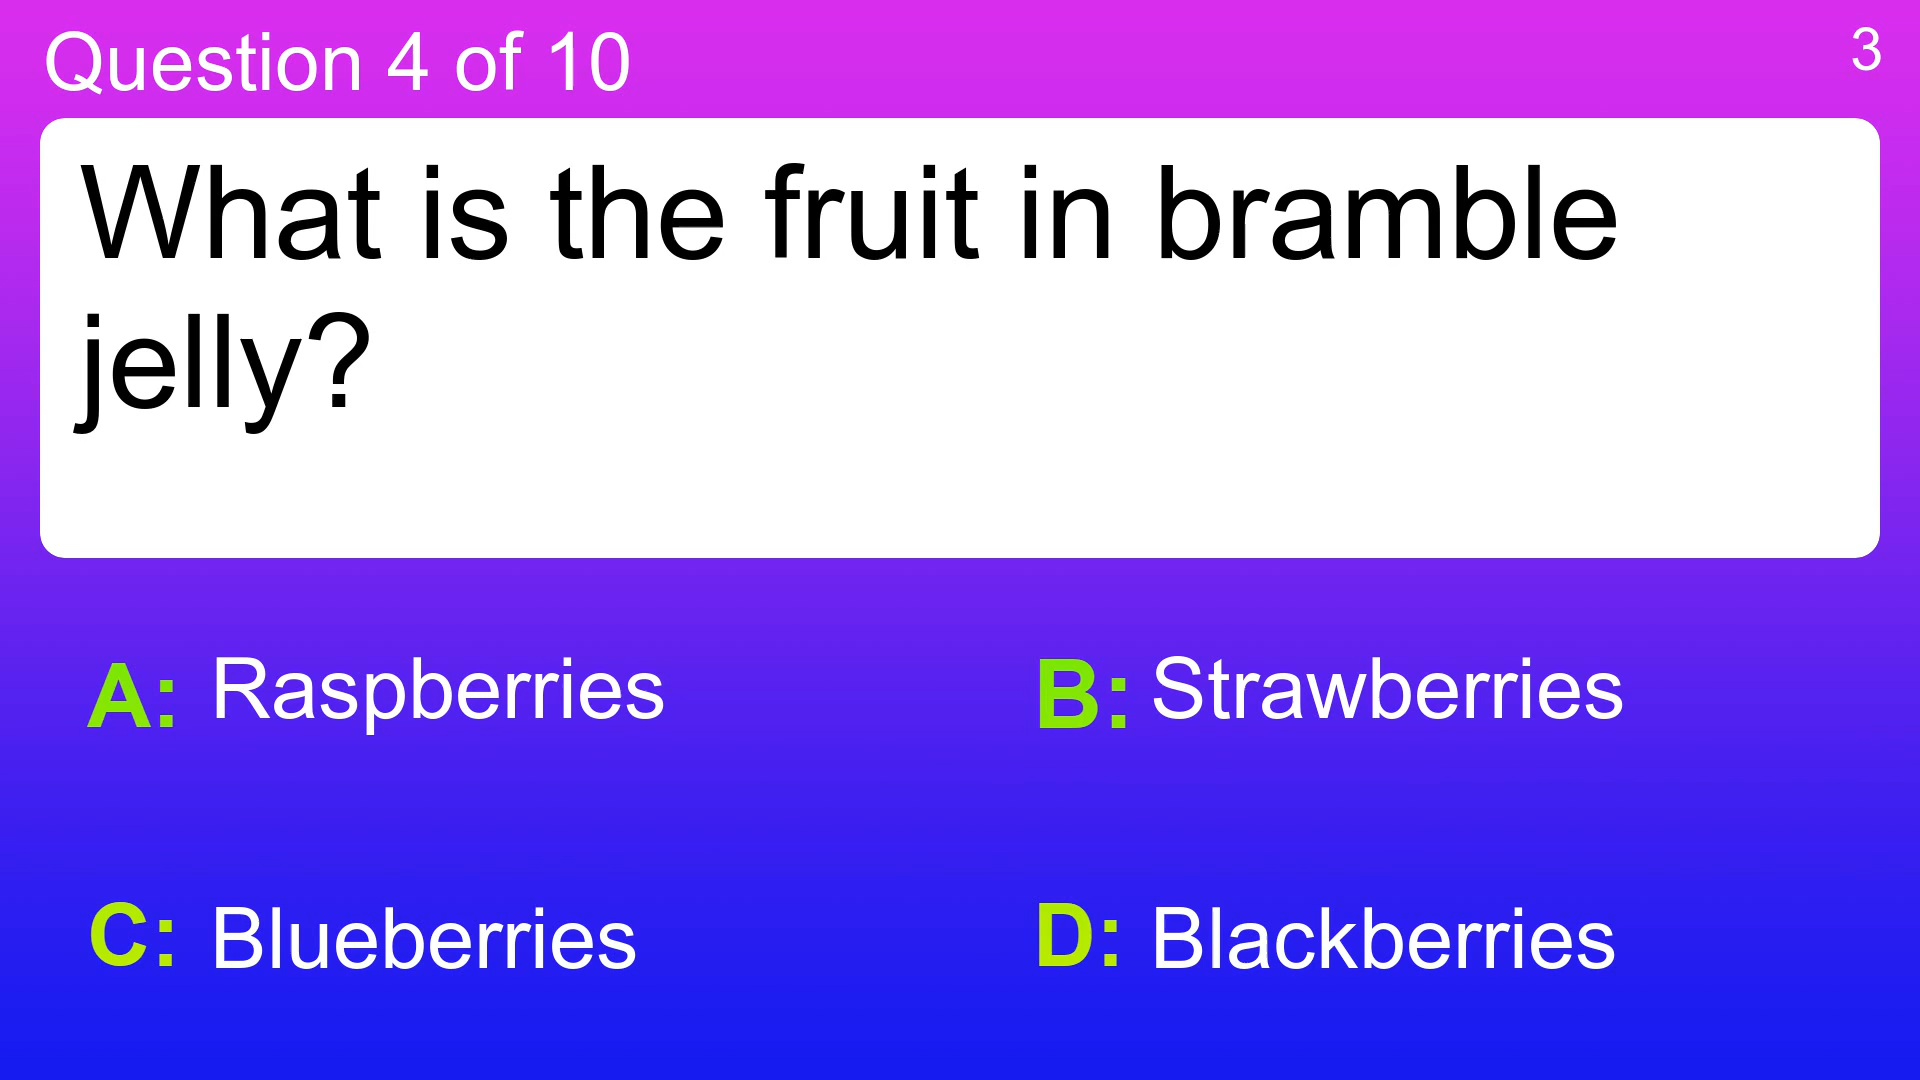 Question 4 of 10
3
What is the fruit in bramble
jelly?
A: Raspberries
B: Strawberries
C: Blueberries
D: Blackberries